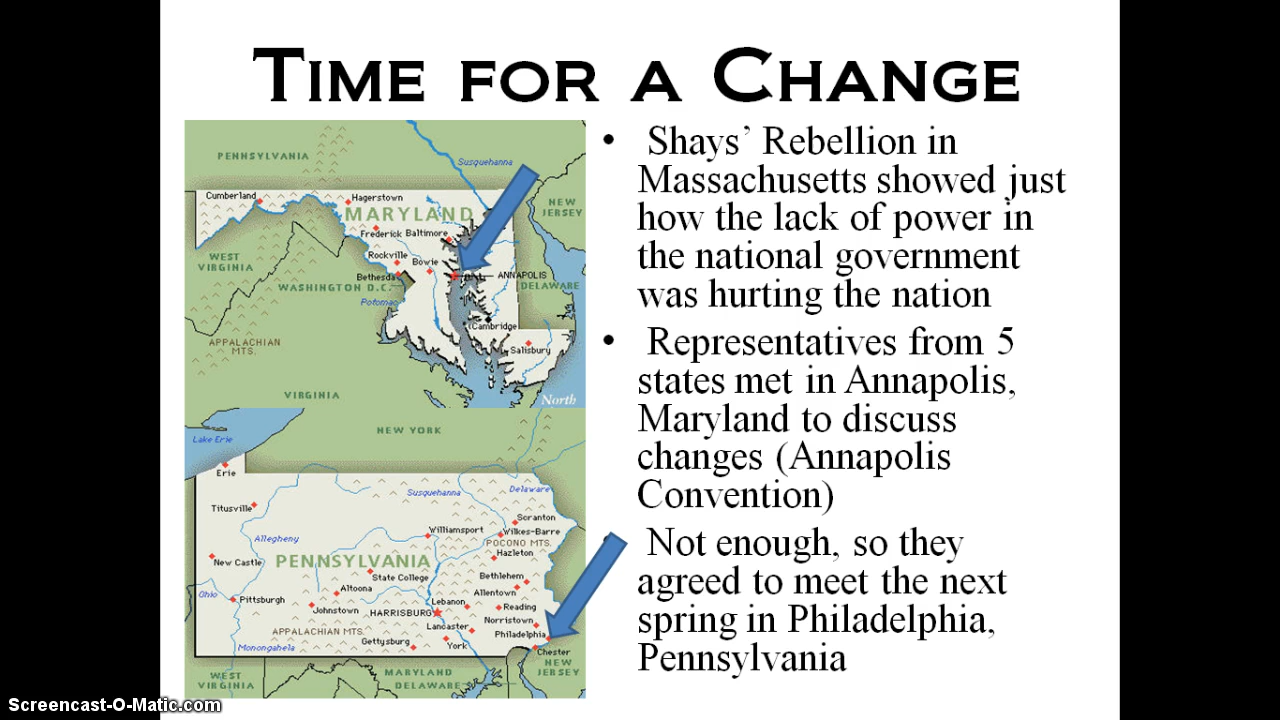 TIME FOR A CHANGE
PENNSYLVANIA
Susquehanna
Cumberland
Hagerstown
MARYLAND
NEW
JERSEY
Frederick Baltimore
WEST
VIRGINIA
Rockville
Bowie
Bethesda
ANNAPOLIS
WASHINGTON D.C.
DELAWARE
Potomac
Cambridge
APPALACHIAN
MTS.
Salisbury
VIRGINIA
North
NEW YORK
Lake Erie
Erie
Susquehanna
Delaware
Titusville
Scranton
Williamsport
Wilkes-Barre
Allegheny
POCONO MTS.
Hazleton
New Castle
PENNSYLVANIA
State College
Bethlehem
Altoona
Allentown
Ohio
Pittsburgh
Lebanon
Johnstown
HARRISBURG
Reading
Norristown
Lancaster
Philadelphia
APPALACHIAN MTS.
Gettysburg
York
Monongahela
Chester
NEW
JERSEY
WEST
VIRGINIA
MARYLAND
DELAWARE
• Shays’ Rebellion in
Massachusetts showed just
how the lack of power in
the national government
was hurting the nation
• Representatives from 5
states met in Annapolis,
Maryland to discuss
changes (Annapolis
Convention)
• Not enough, so they
agreed to meet the next
spring in Philadelphia,
Pennsylvania
Screencast-O-Matic.com